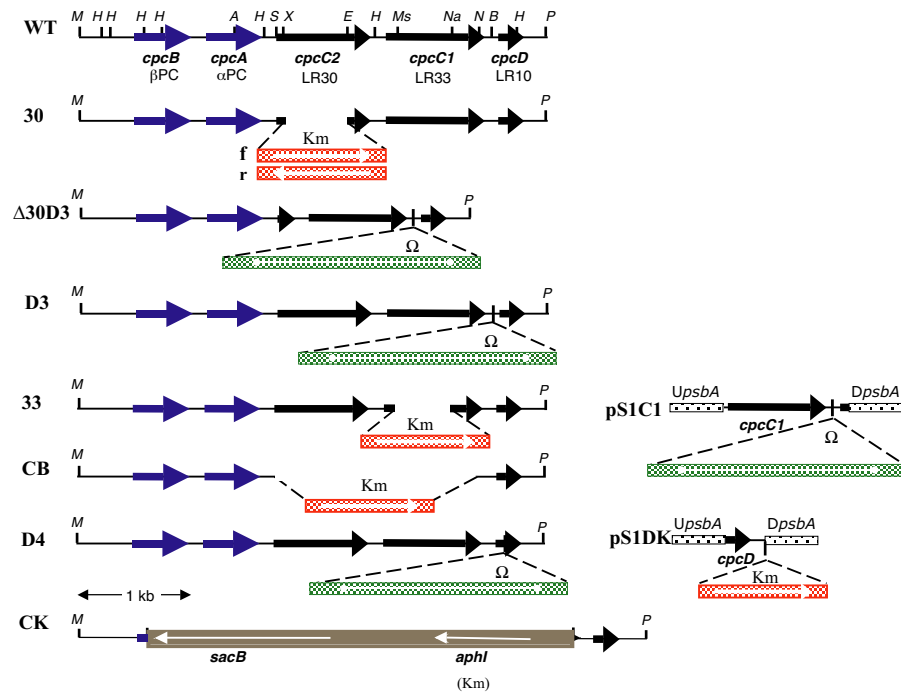 M H H H H A H S X E H Ms Na N B H P
WT
cpcB cpcA cpcC2 cpcC1 cpcD
βPC αPC LR30 LR33 LR10
M P
30
Km
f
r
M P
Δ30D3
Ω
M P
D3
Ω
M P
33
Km
UpsbA DpsbA
pS1C1
cpcC1 Ω
M P
CB
Km
M P
D4
Ω
UpsbA DpsbA
pS1DK
cpcD
Km
1 kb
M P
CK
sacB aphI
(Km)